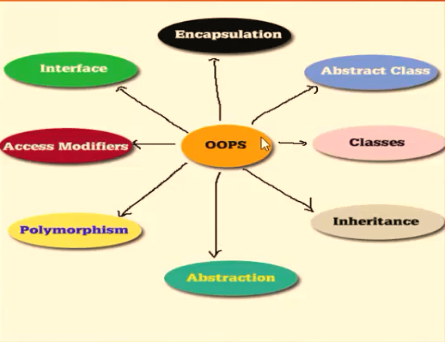 Encapsulation
Interface
Abstract Class
Access Modifiers
OOPS
Classes
Polymorphism
Inheritance
Abstraction